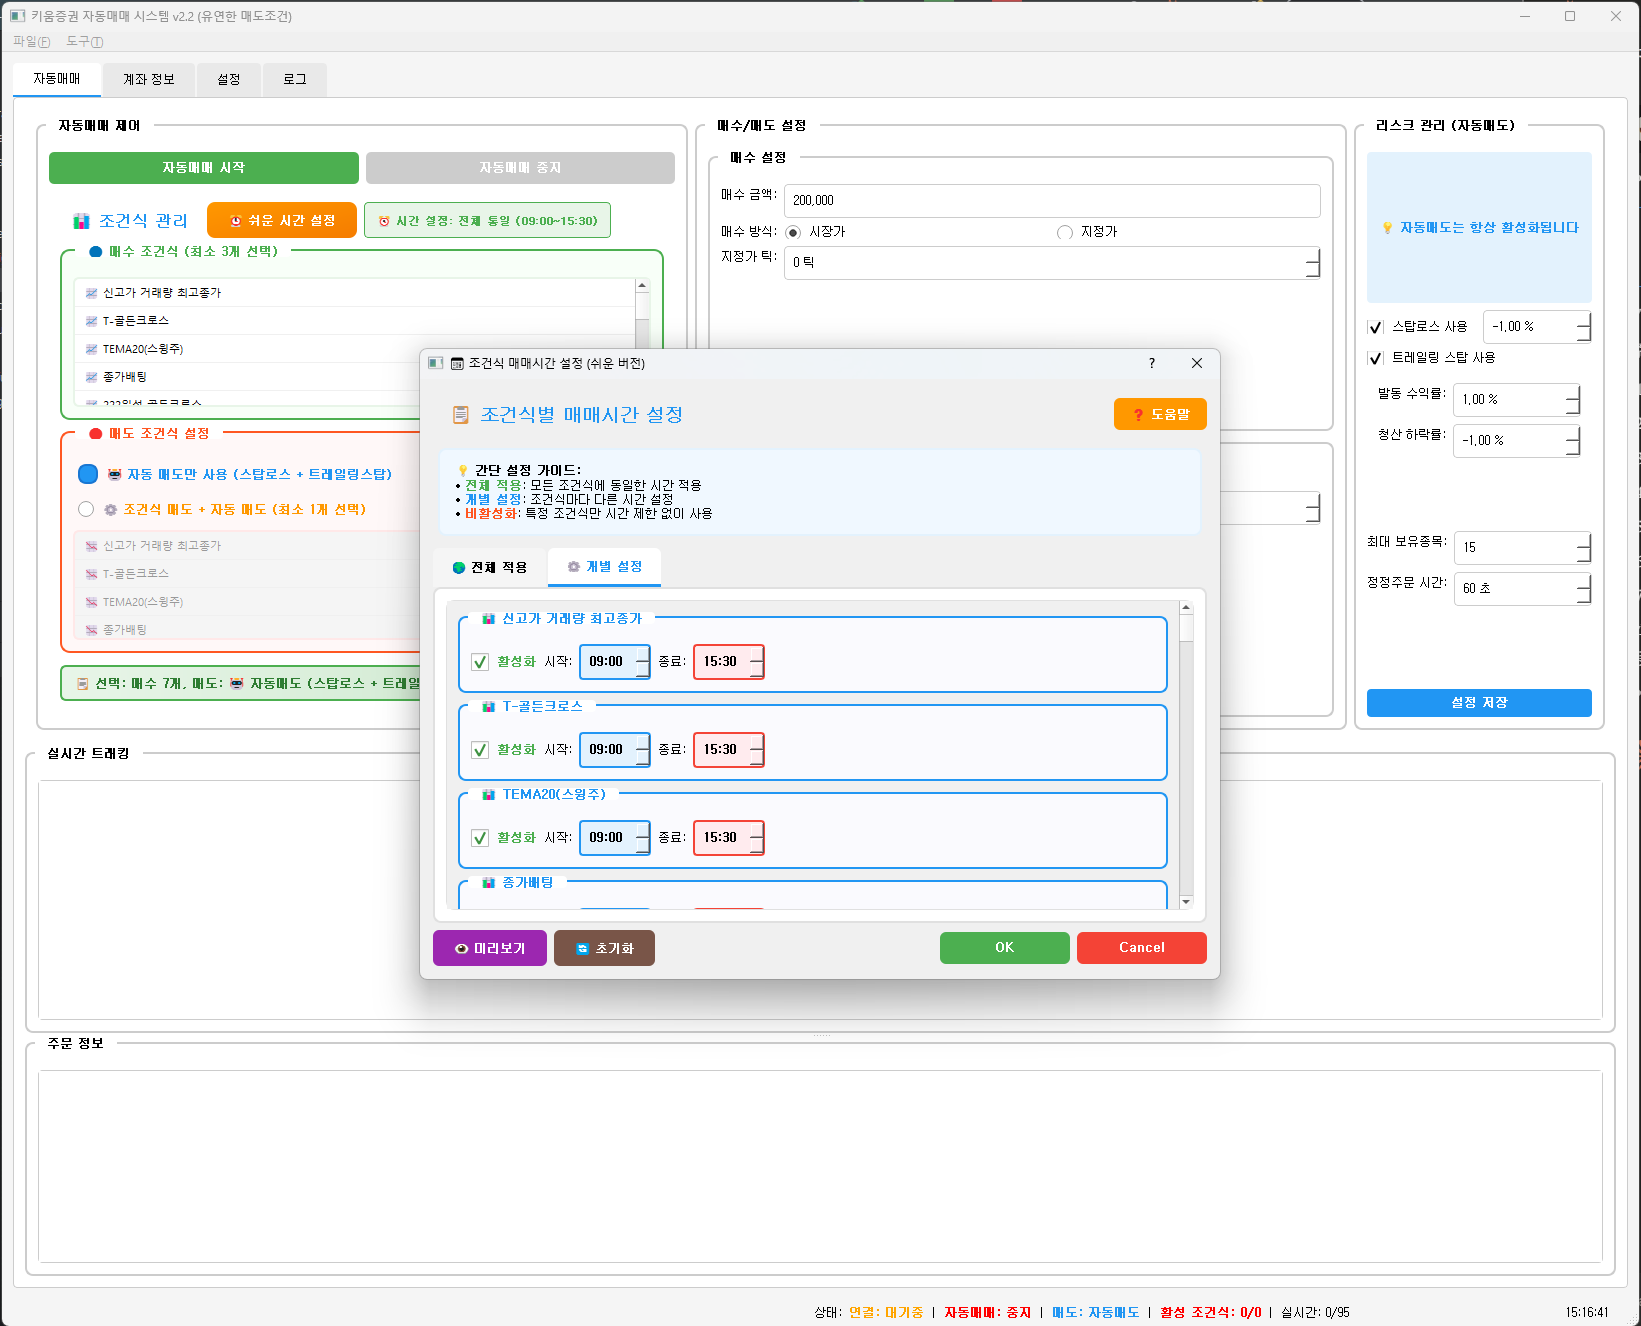 키움증권 자동매매 시스템 v2.2 (유연한 매도조건)
파일(F) 도구(T)
자동매매 계좌 정보 설정 로그
자동매매 제어
자동매매 시작 자동매매 중지
조건식 관리 쉬운 시간 설정 시간 설정: 전체 통일 (09:00~15:30)
매수 조건식 (최소 3개 선택)
신고가 거래량 최고종가
T-골든크로스
TEMA20(스윙주)
종가배팅
매도 조건식 설정
자동 매도만 사용 (스탑로스 + 트레일링스탑)
조건식 매도 + 자동 매도 (최소 1개 선택)
신고가 거래량 최고종가
T-골든크로스
TEMA20(스윙주)
종가배팅
선택: 매수 7개, 매도: 자동매도 (스탑로스 + 트레일
매수/매도 설정
매수 설정
매수 금액: 200,000
매수 방식: 시장가 지정가
지정가 틱: 0 틱
리스크 관리 (자동매도)
자동매도는 항상 활성화됩니다
스탑로스 사용 -1.00 %
트레일링 스탑 사용
발동 수익률: 1.00 %
청산 하락률: -1.00 %
최대 보유종목: 15
정정주문 시간: 60 초
설정 저장
조건식 매매시간 설정 (쉬운 버전) ?
조건식별 매매시간 설정 ? 도움말
간단 설정 가이드:
• 전체 적용: 모든 조건식에 동일한 시간 적용
• 개별 설정: 조건식마다 다른 시간 설정
• 비활성화: 특정 조건식만 시간 제한 없이 사용
전체 적용 개별 설정
신고가 거래량 최고종가
활성화 시작: 09:00 종료: 15:30
T-골든크로스
활성화 시작: 09:00 종료: 15:30
TEMA20(스윙주)
활성화 시작: 09:00 종료: 15:30
종가배팅
미리보기 초기화 OK Cancel
실시간 트래킹
주문 정보
상태: 연결: 대기중 | 자동매매: 중지 | 매도: 자동매도 | 활성 조건식: 0/0 | 실시간: 0/95 15:16:41